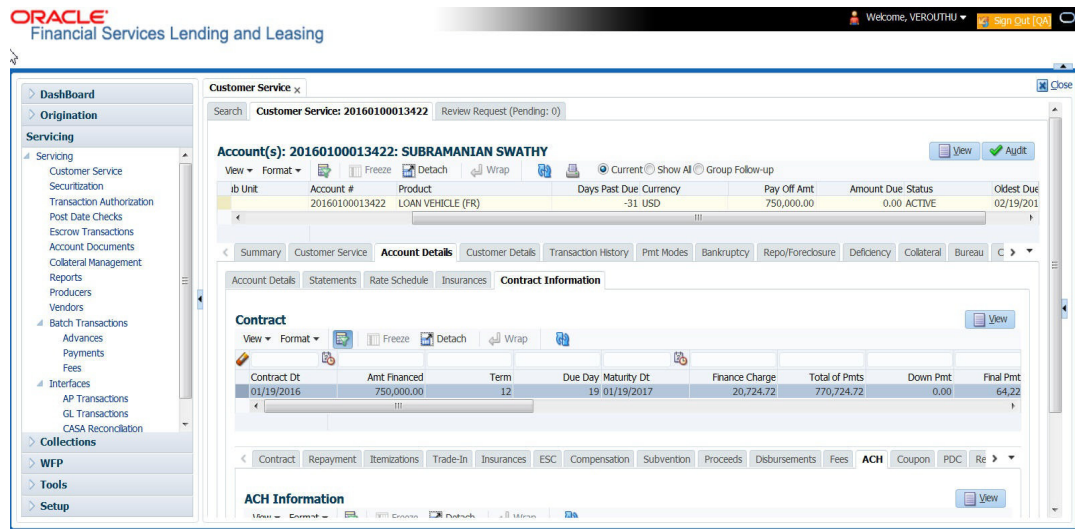 ORACLE®
Financial Services Lending and Leasing
Welcome, VEROUTHU
Sign Out [QA]
DashBoard
Origination
Servicing
Servicing
Customer Service
Securitization
Transaction Authorization
Post Date Checks
Escrow Transactions
Account Documents
Collateral Management
Reports
Producers
Vendors
Batch Transactions
Advances
Payments
Fees
Interfaces
AP Transactions
GL Transactions
CASA Reconciliation
Collections
WFP
Tools
Setup
Customer Service x
Close
Search Customer Service: 20160100013422 Review Request (Pending: 0)
Account(s): 20160100013422: SUBRAMANIAN SWATHY
View Audit
View Format Freeze Detach Wrap Current Show All Group Follow-up
ub Unit Account # Product Days Past Due Currency Pay Off Amt Amount Due Status Oldest Due
20160100013422 LOAN VEHICLE (FR) -31 USD 750,000.00 0.00 ACTIVE 02/19/201
Summary Customer Service Account Details Customer Details Transaction History Pmt Modes Bankruptcy Repo/Foreclosure Deficiency Collateral Bureau C
Account Details Statements Rate Schedule Insurances Contract Information
Contract
View
View Format Freeze Detach Wrap
Contract Dt Amt Financed Term Due Day Maturity Dt Finance Charge Total of Pmts Down Pmt Final Pmt
01/19/2016 750,000.00 12 19 01/19/2017 20,724.72 770,724.72 0.00 64,22
Contract Repayment Itemizations Trade-In Insurances ESC Compensation Subvention Proceeds Disbursements Fees ACH Coupon PDC Re
ACH Information
View
View Format Freeze Detach Wrap